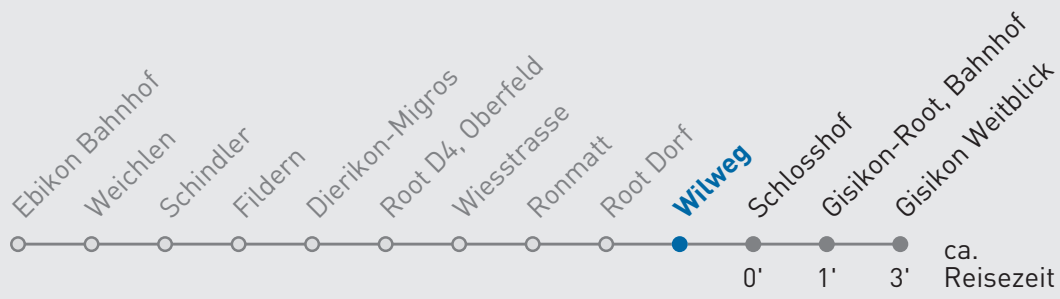 Ebikon Bahnhof
Weichlen
Schindler
Fildern
Dierikon-Migros
Root D4, Oberfeld
Wiesstrasse
Ronmatt
Root Dorf
Wilweg
Schlosshof
Gisikon-Root, Bahnhof
Gisikon Weitblick
0' 1' 3'
ca.
Reisezeit